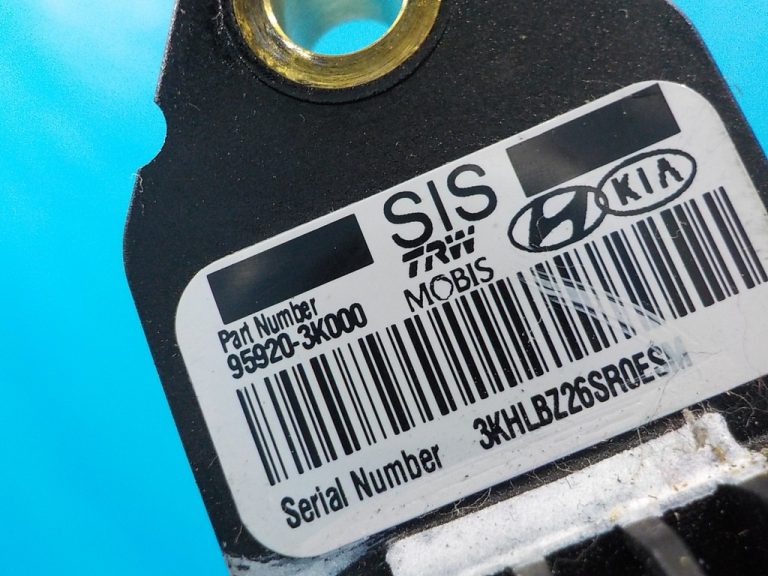 SIS
TRW
MOBIS
KIA
Part Number
95920-3K000
3KHLBZ26SR0ESM
Serial Number